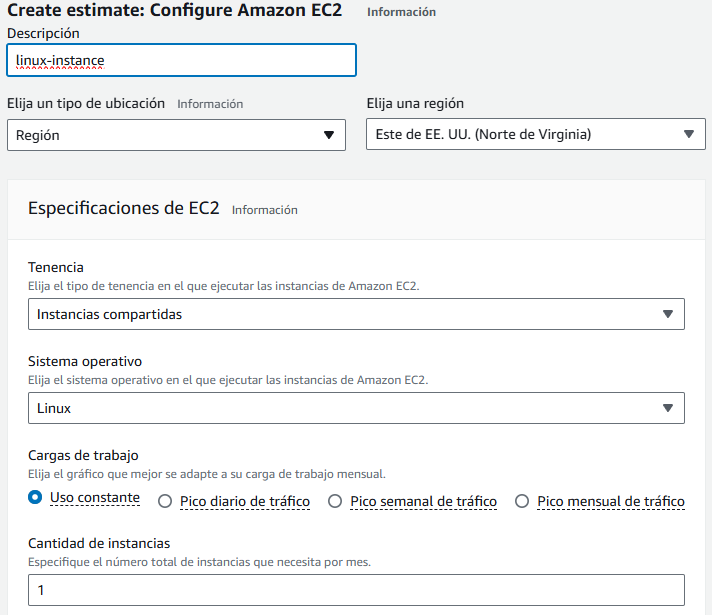 Create estimate: Configure Amazon EC2 Información
Descripción
linux-instance
Elija un tipo de ubicación Información Elija una región
Región Este de EE. UU. (Norte de Virginia)
Especificaciones de EC2 Información
Tenencia
Elija el tipo de tenencia en el que ejecutar las instancias de Amazon EC2.
Instancias compartidas
Sistema operativo
Elija el sistema operativo en el que ejecutar las instancias de Amazon EC2.
Linux
Cargas de trabajo
Elija el gráfico que mejor se adapte a su carga de trabajo mensual.
Uso constante Pico diario de tráfico Pico semanal de tráfico Pico mensual de tráfico
Cantidad de instancias
Especifique el número total de instancias que necesita por mes.
1